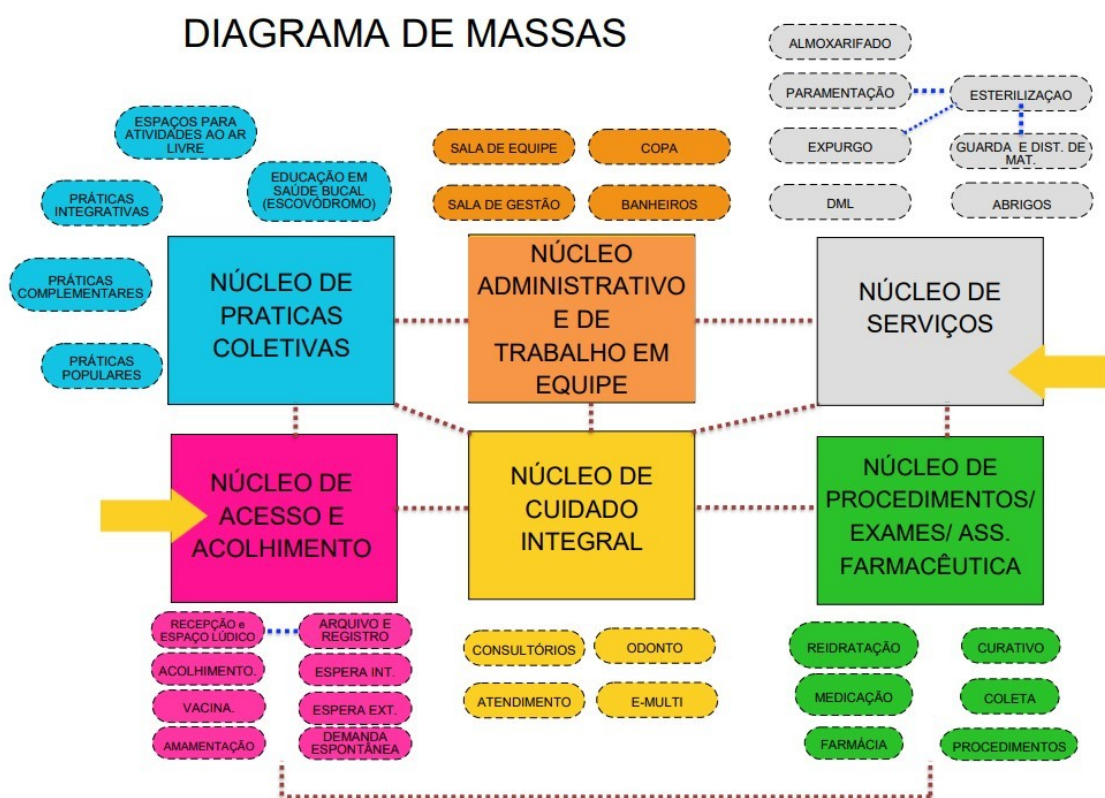 DIAGRAMA DE MASSAS
ALMOXARIFADO
PARAMENTAÇÃO
ESTERILIZAÇAO
EXPURGO
GUARDA E DIST. DE
MAT.
DML
ABRIGOS
ESPAÇOS PARA
ATIVIDADES AO AR
LIVRE
EDUCAÇÃO EM
SAÚDE BUCAL
(ESCOVÓDROMO)
PRÁTICAS
INTEGRATIVAS
PRÁTICAS
COMPLEMENTARES
PRÁTICAS
POPULARES
SALA DE EQUIPE
COPA
SALA DE GESTÃO
BANHEIROS
NÚCLEO DE
PRATICAS
COLETIVAS
NÚCLEO
ADMINISTRATIVO
E DE
TRABALHO EM
EQUIPE
NÚCLEO DE
SERVIÇOS
NÚCLEO DE
ACESSO E
ACOLHIMENTO
NÚCLEO DE
CUIDADO
INTEGRAL
NÚCLEO DE
PROCEDIMENTOS/
EXAMES/ ASS.
FARMACÊUTICA
RECEPÇÃO e
ESPAÇO LÚDICO
ARQUIVO E
REGISTRO
ACOLHIMENTO.
ESPERA INT.
VACINA.
ESPERA EXT.
AMAMENTAÇÃO
DEMANDA
ESPONTÂNEA
CONSULTÓRIOS
ODONTO
ATENDIMENTO
E-MULTI
REIDRATAÇÃO
CURATIVO
MEDICAÇÃO
COLETA
FARMÁCIA
PROCEDIMENTOS